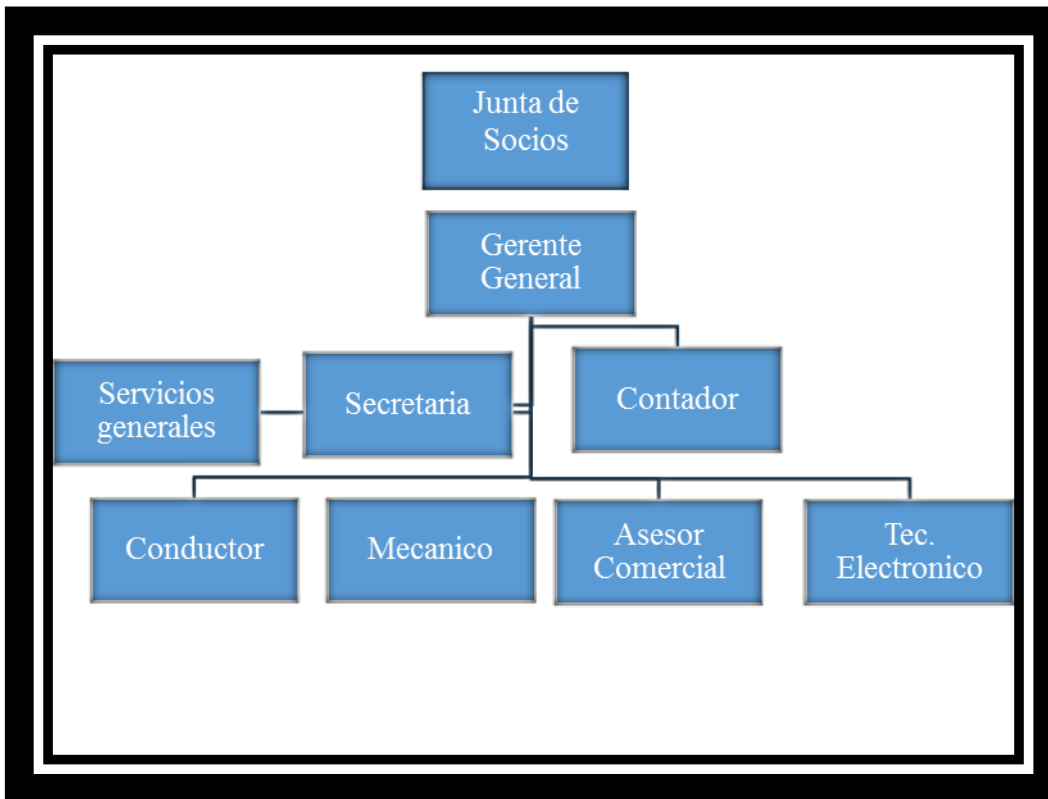 Junta de
Socios
Gerente
General
Servicios
generales
Secretaria
Contador
Conductor
Mecanico
Asesor
Comercial
Tec.
Electronico